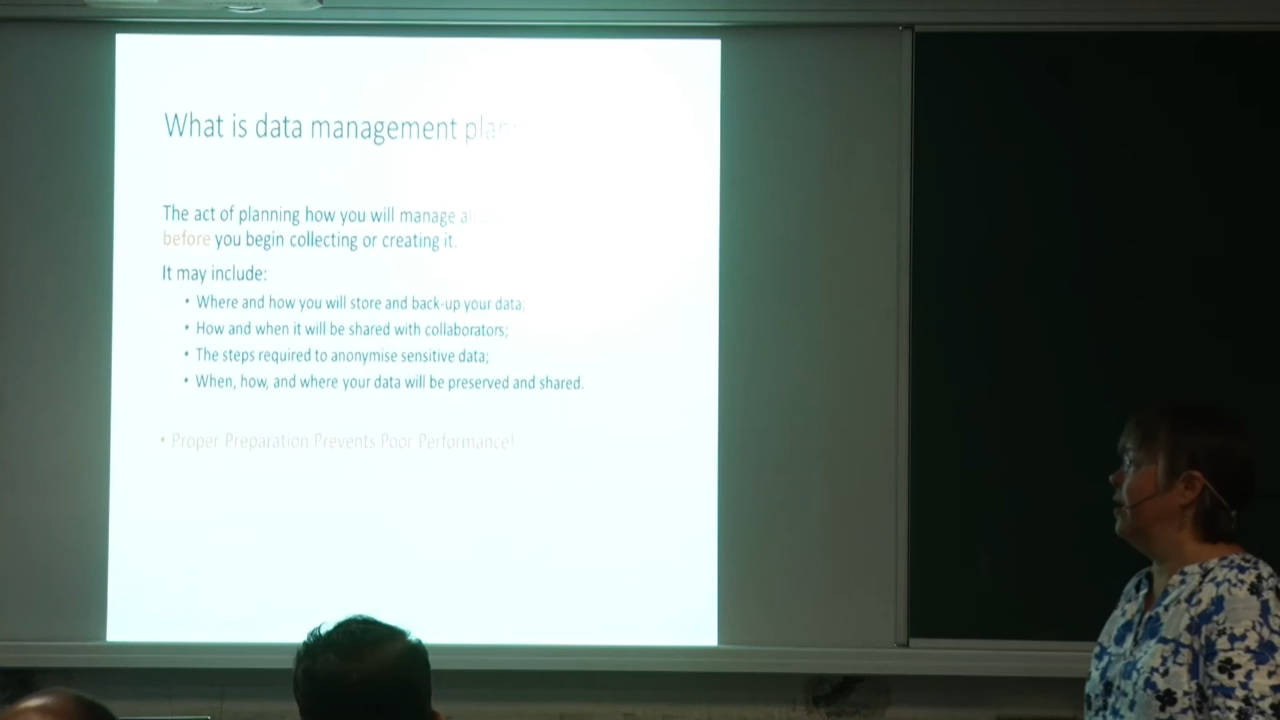 What is data management
The act of planning how you will manage
before you begin collecting or creating it.
It may include:
• Where and how you will store and back-up your data;
• How and when it will be shared with collaborators;
• The steps required to anonymise sensitive data;
• When, how, and where your data will be preserved and shared.
• Proper Preparation Prevents Poor Performance!